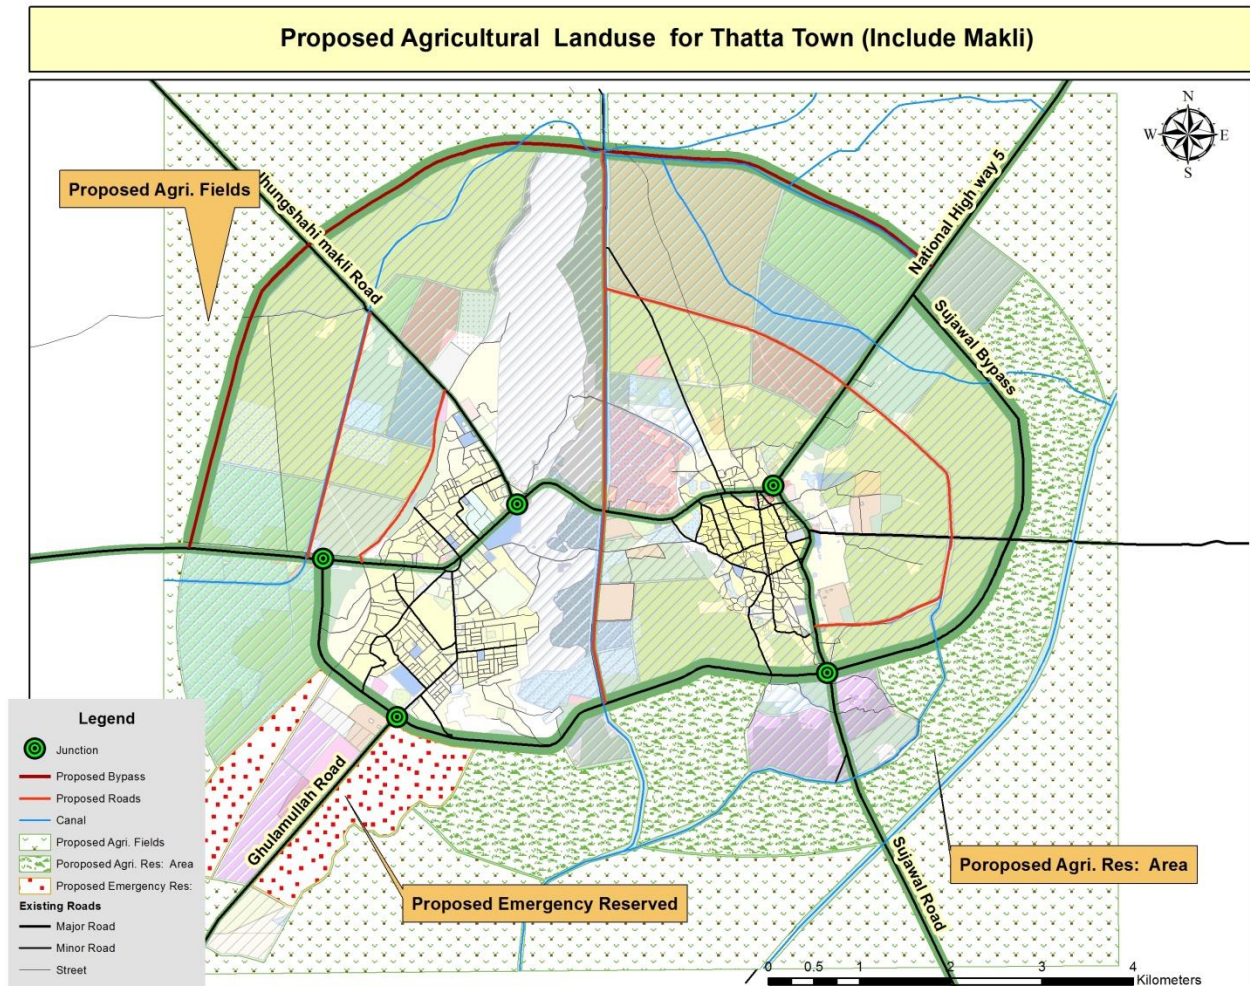 Proposed Agricultural Landuse for Thatta Town (Include Makli)
N
W E
S
Proposed Agri. Fields
Jhungshahi makli Road
National High way 5
Sujawal Bypass
Ghulamullah Road
Sujawal Road
Proposed Emergency Reserved
Poroposed Agri. Res: Area
Legend
Junction
Proposed Bypass
Proposed Roads
Canal
Proposed Agri. Fields
Poroposed Agri. Res: Area
Proposed Emergency Res:
Existing Roads
Major Road
Minor Road
Street
0 0.5 1 2 3 4
Kilometers